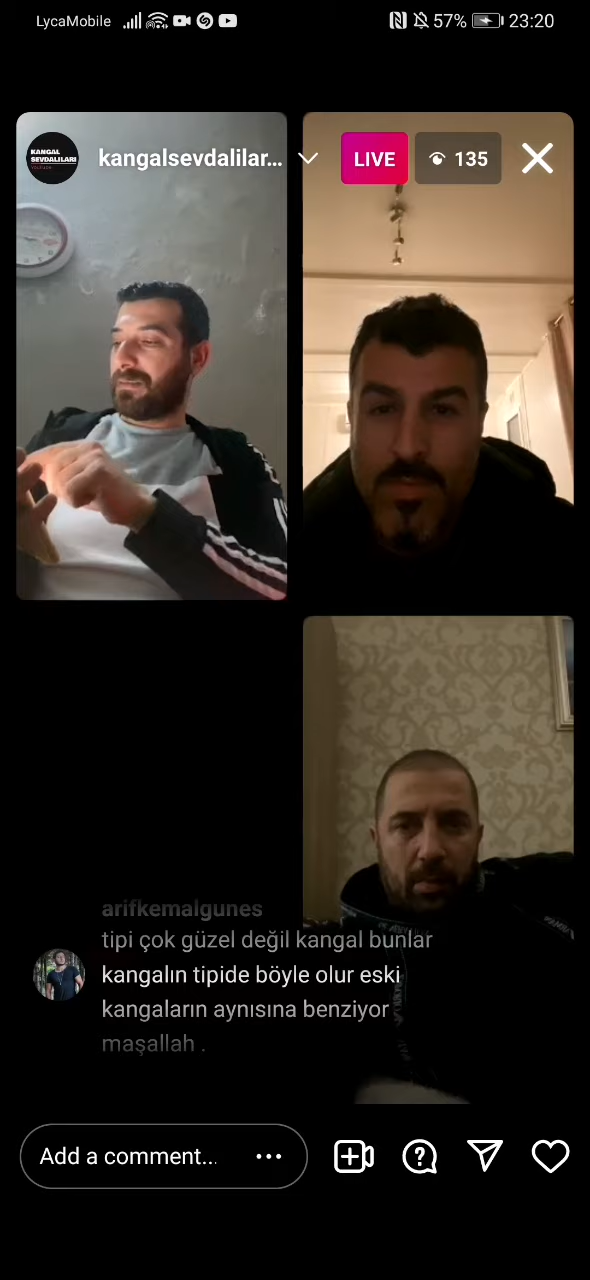 LycaMobile 57% 23:20
KANGAL
SEVDALILARI
YOUTUBE
kangalsevdalilar... LIVE 135
arifkemalgunes
tipi çok güzel değil kangal bunlar
kangalın tipide böyle olur eski
kangaların aynısına benziyor
maşallah .
Add a comment...